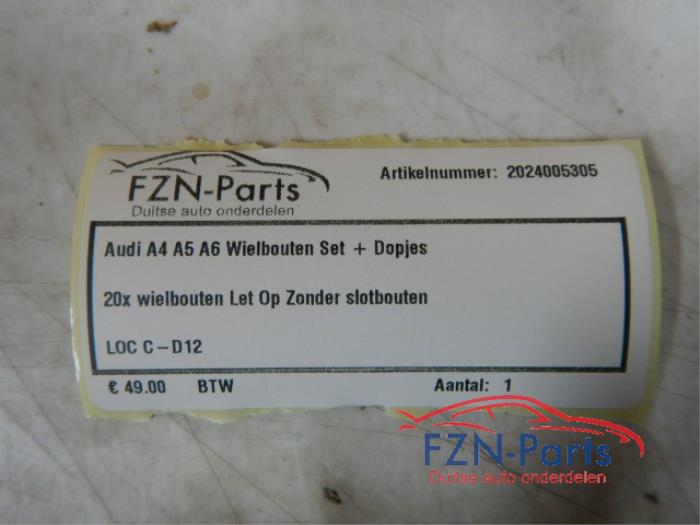 FZN-Parts
Duitse auto onderdelen
Artikelnummer: 2024005305
Audi A4 A5 A6 Wielbouten Set + Dopjes
20x wielbouten Let Op Zonder slotbouten
LOC C-D12
€ 49.00 BTW Aantal: 1
FZN-Parts
Duitse auto onderdelen